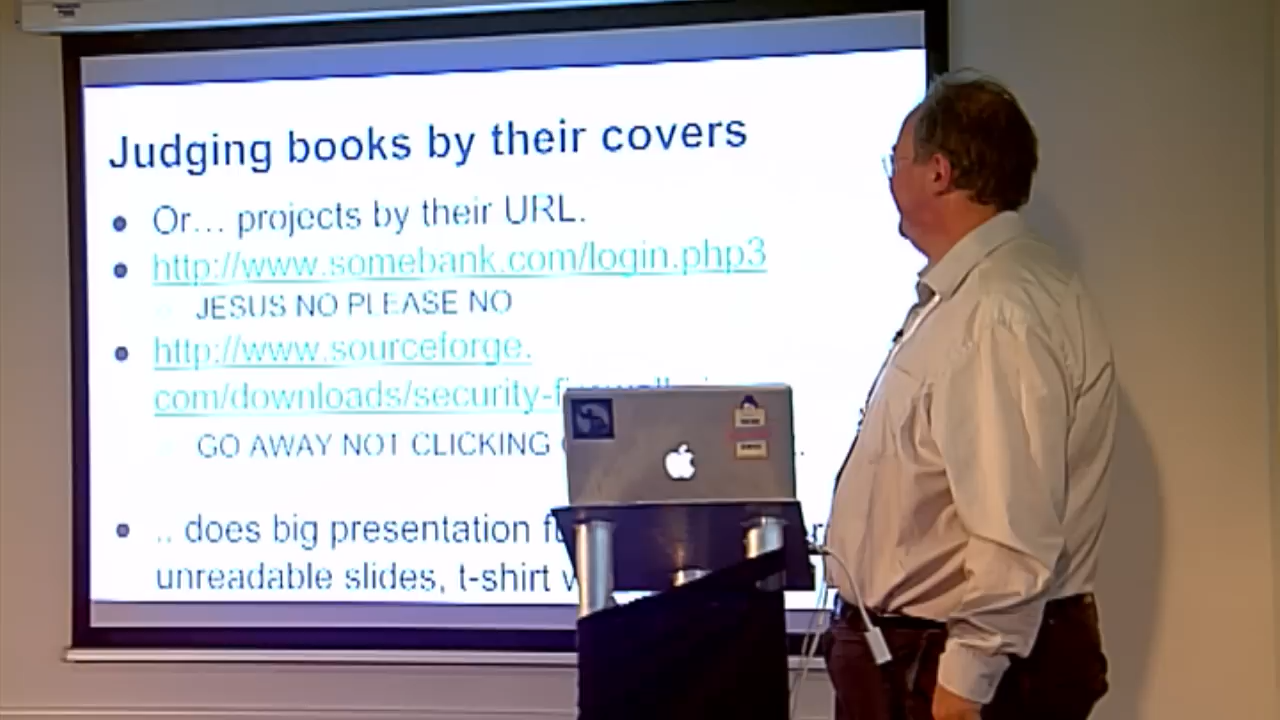 Judging books by their covers
Or... projects by their URL.
http://www.somebank.com/login.php3
JESUS NO PLEASE NO
http://www.sourceforge.
com/downloads/security-
GO AWAY NOT CLICKING
.. does big presentation
unreadable slides, t-shirt